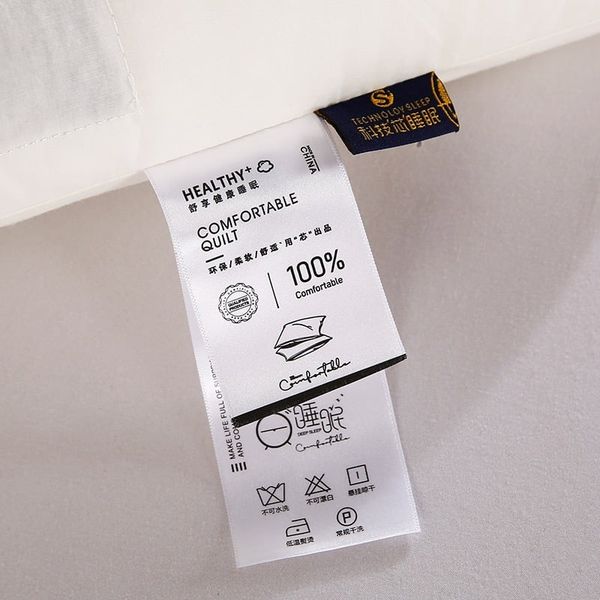 S
TECHNOLOY SLEEP
科技芯睡眠
CHINA
HEALTHY+
舒享健康睡眠
COMFORTABLE
QUILT
环保/柔软/舒适·用"芯"出品
QUALIFIED
PRODUCTS
100%
Comfortable
Comfortable
MAKE LIFE FULL OF
AND CO
睡眠
DEEP SLEEP
Comfortable
不可水洗
不可漂白
悬挂晾干
低温熨烫
P
常规干洗